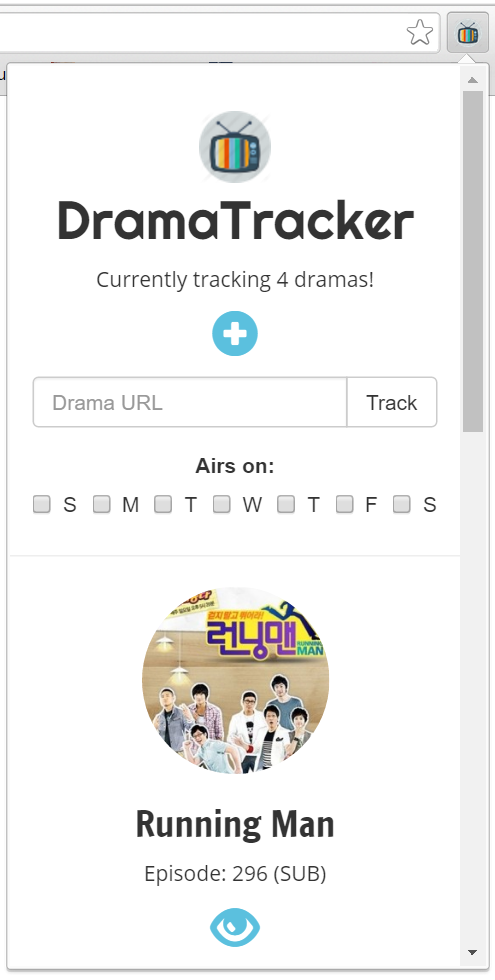 DramaTracker
Currently tracking 4 dramas!
Drama URL
Track
Airs on:
S M T W T F S
런닝맨
RUNNING
MAN
Running Man
Episode: 296 (SUB)